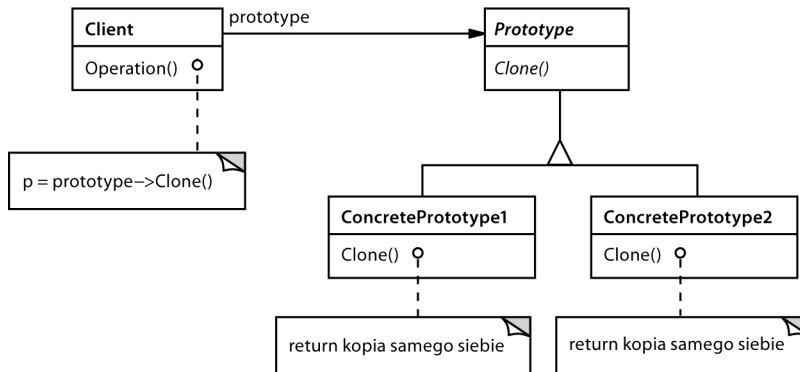 prototype
Client
Prototype
Operation()
Clone()
p = prototype−>Clone()
ConcretePrototype1
ConcretePrototype2
Clone()
Clone()
return kopia samego siebie
return kopia samego siebie